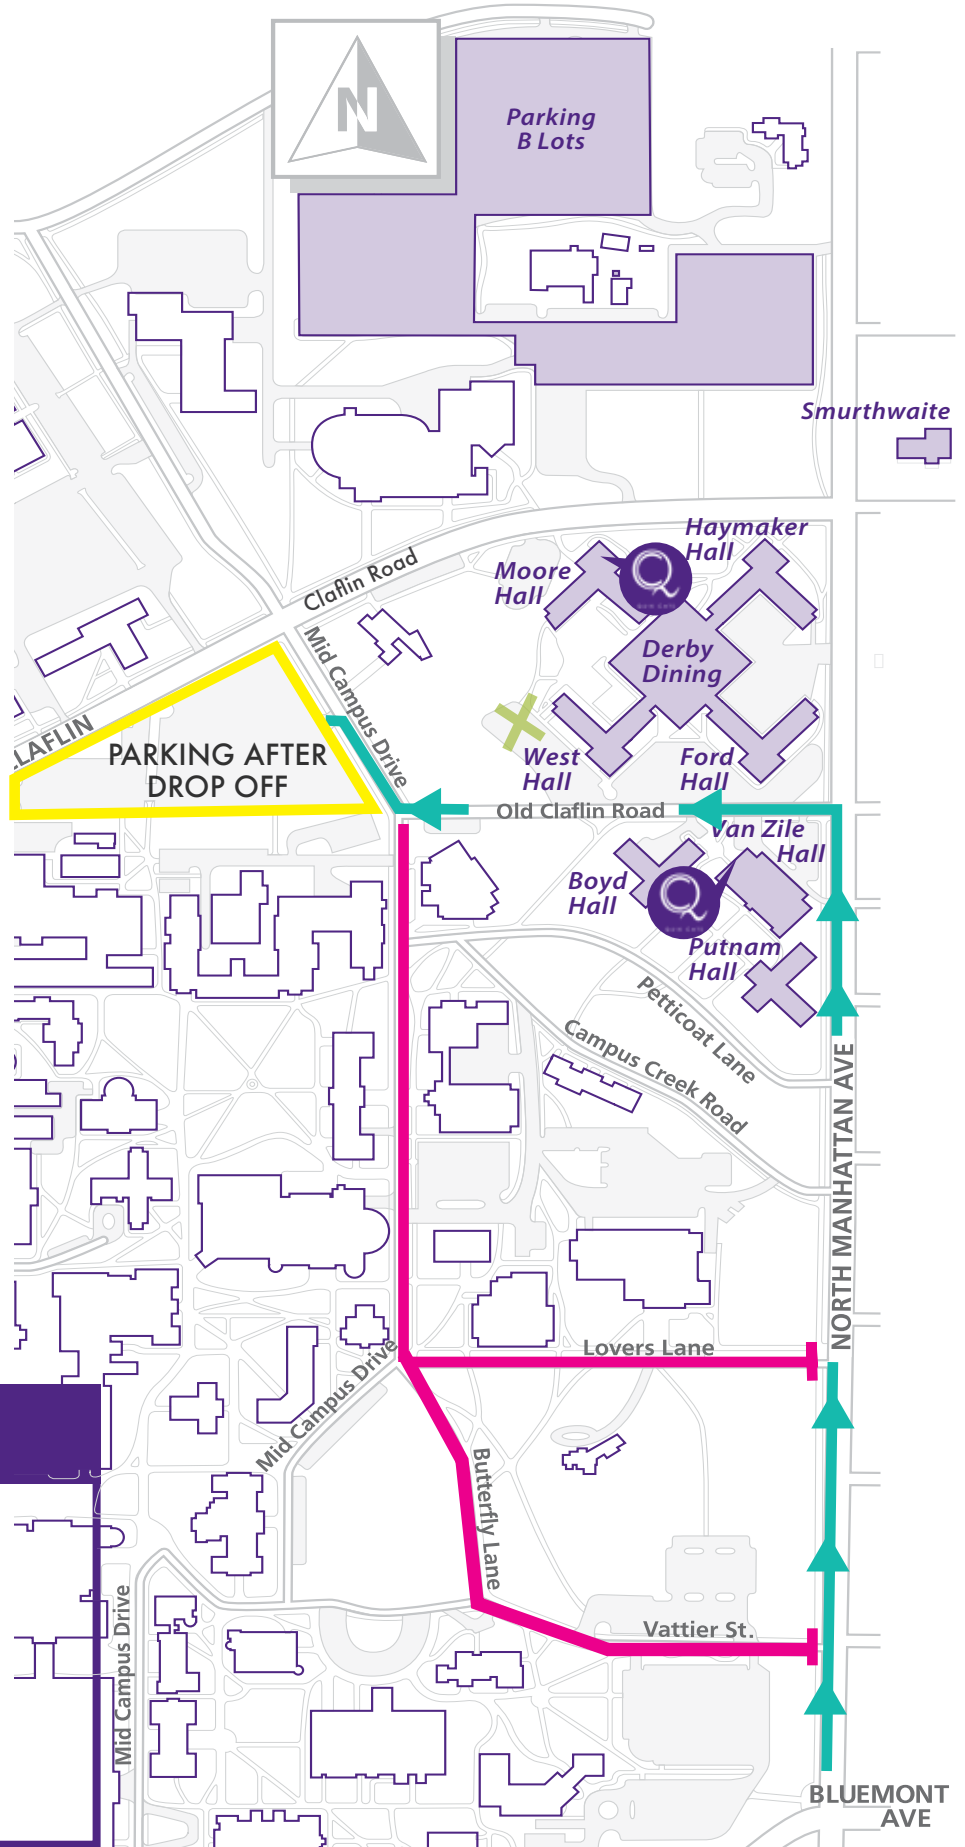 N
Parking
B Lots
Smurthwaite
Haymaker
Hall
Claflin Road
Moore
Hall
Q
Mid Campus Drive
Derby
Dining
LAFLIN
PARKING AFTER
DROP OFF
West
Hall
Ford
Hall
Old Claflin Road
Van Zile
Hall
Boyd
Hall
Q
Putnam
Hall
Petticoat Lane
Campus Creek Road
NORTH MANHATTAN AVE
Lovers Lane
Mid Campus Drive
Butterfly Lane
Mid Campus Drive
Vattier St.
BLUEMONT
AVE